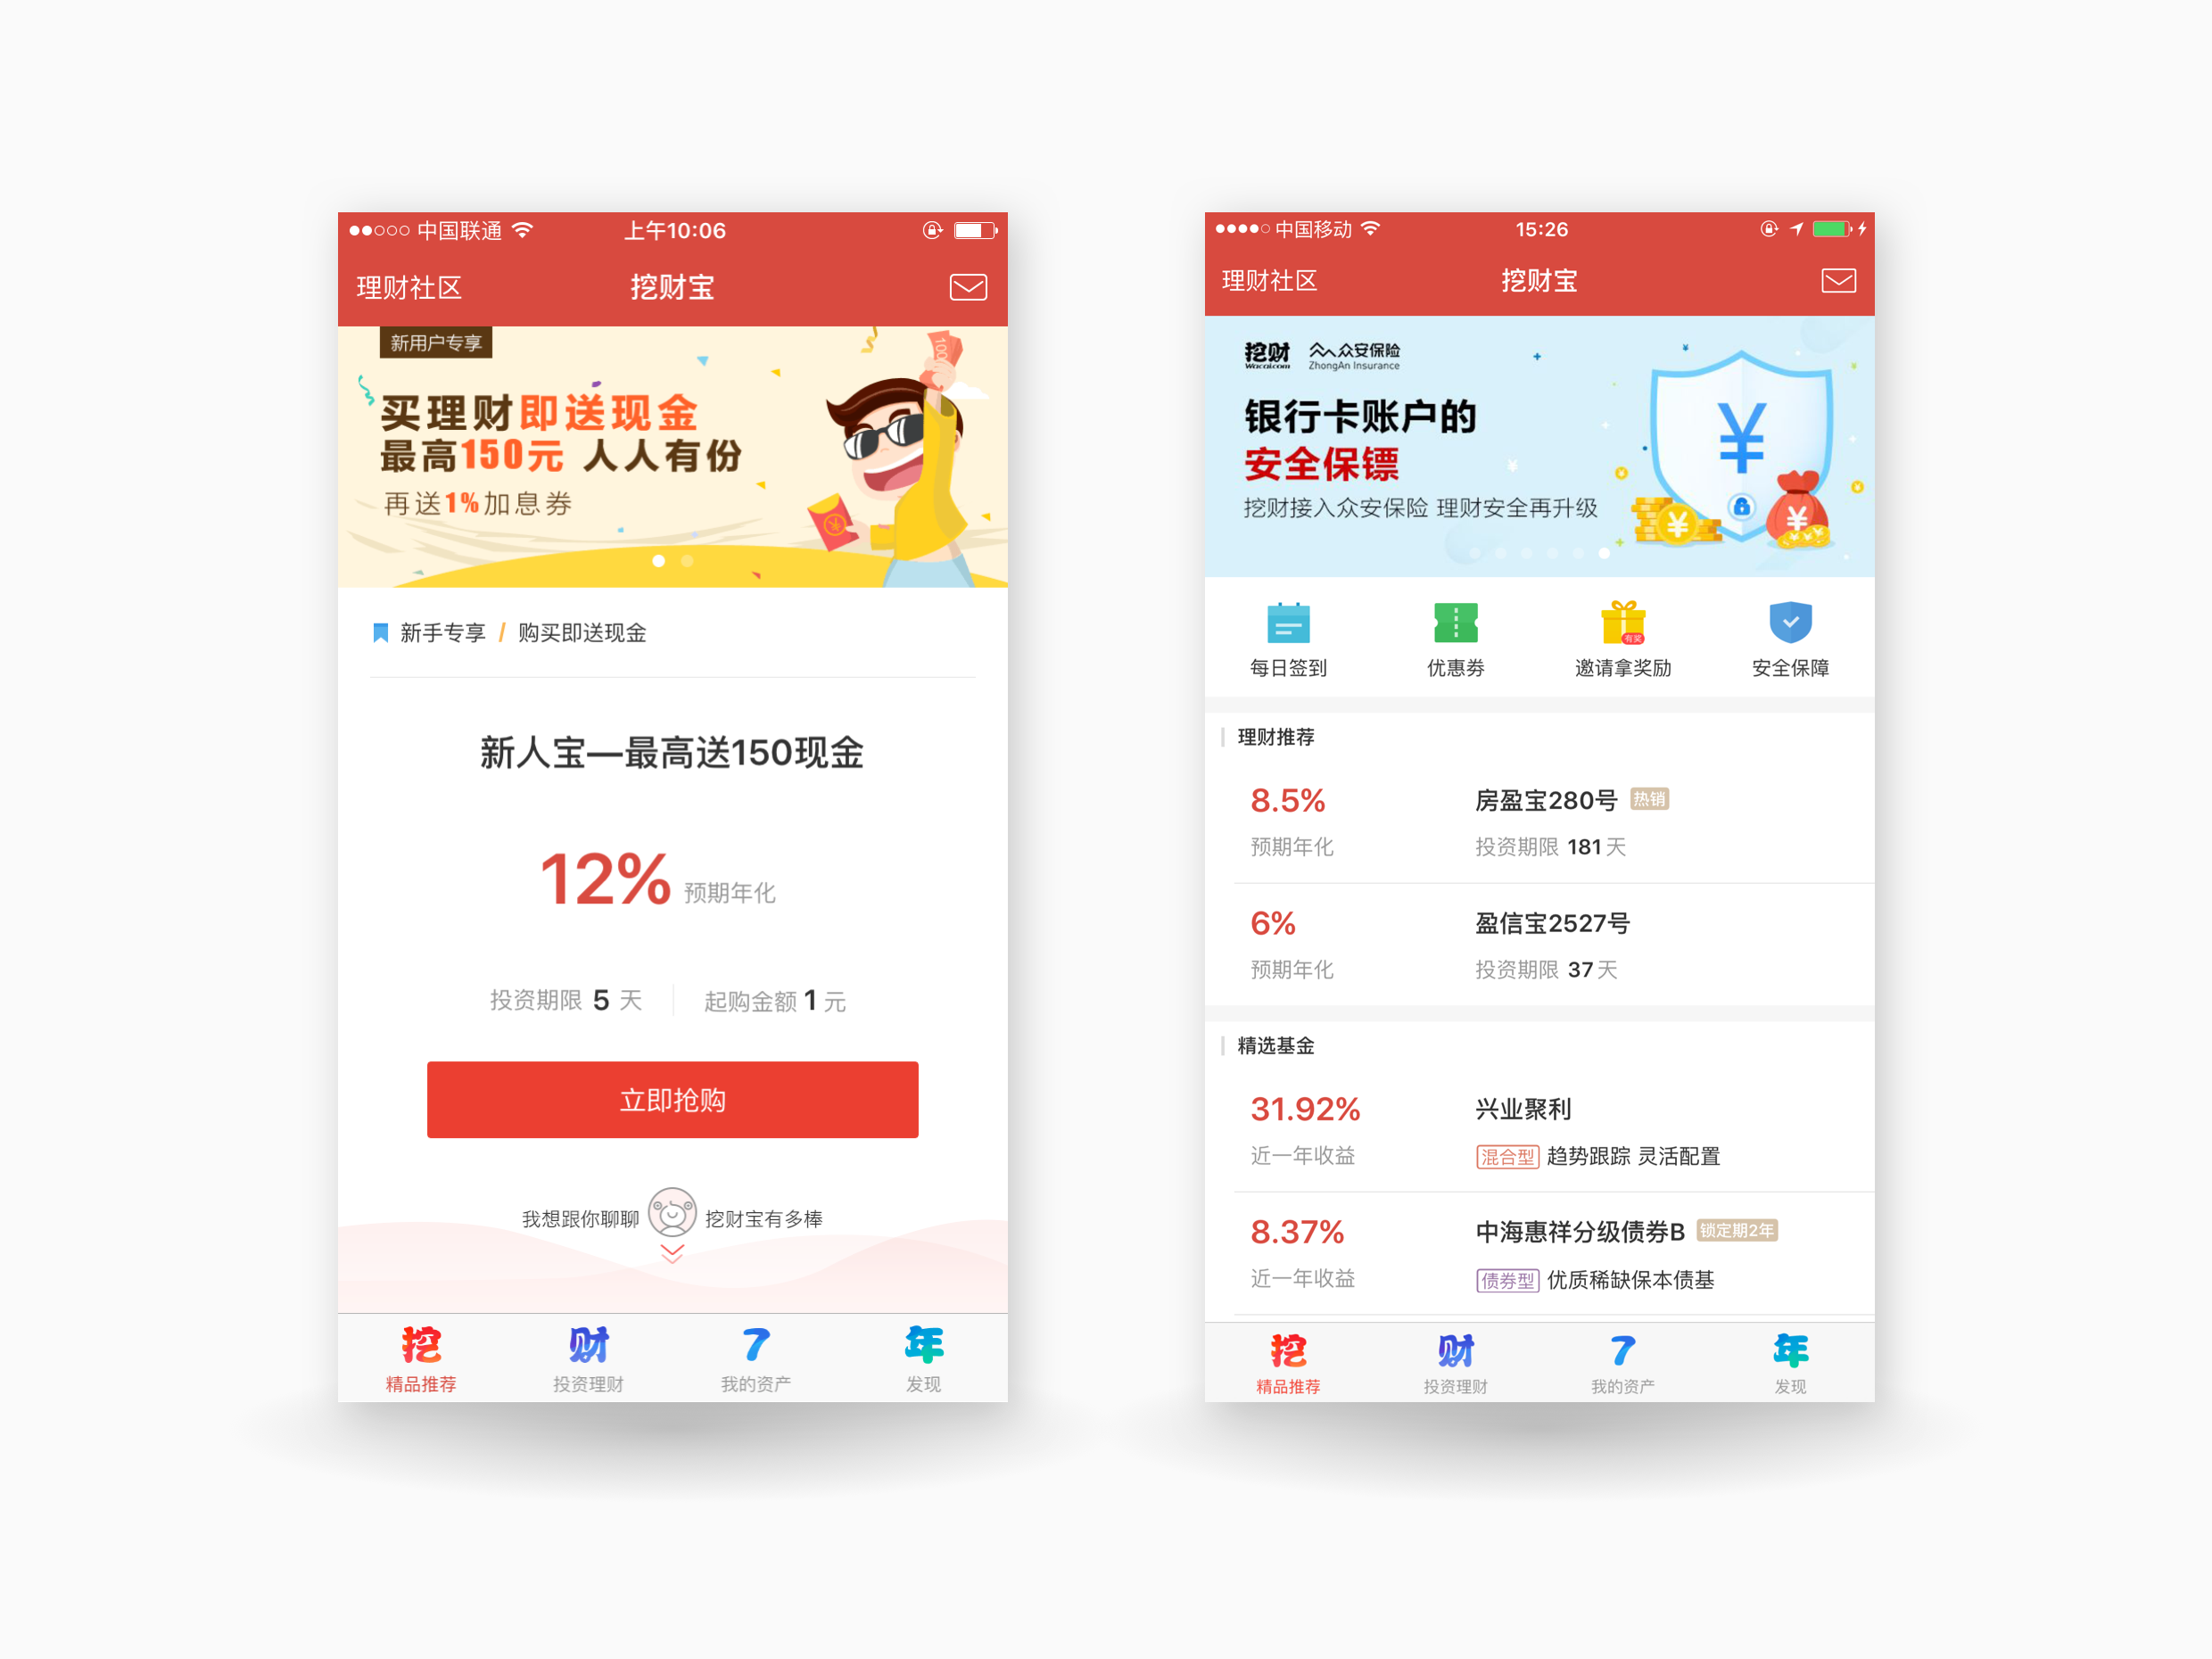 中国联通
上午10:06
理财社区
挖财宝
新用户专享
买理财即送现金
最高150元 人人有份
再送1%加息券
100
新手专享 / 购买即送现金
新人宝—最高送150现金
12% 预期年化
投资期限 5 天
起购金额 1 元
立即抢购
我想跟你聊聊
挖财宝有多棒
挖 财 7 年
精品推荐 投资理财 我的资产 发现
中国移动
15:26
理财社区
挖财宝
挖财
Wacai.com
众安保险
ZhongAn Insurance
银行卡账户的
安全保镖
挖财接入众安保险 理财安全再升级
¥
¥
¥
有奖
每日签到 优惠券 邀请拿奖励 安全保障
理财推荐
8.5% 房盈宝280号 热销
预期年化 投资期限 181 天
6% 盈信宝2527号
预期年化 投资期限 37 天
精选基金
31.92% 兴业聚利
近一年收益 混合型 趋势跟踪 灵活配置
8.37% 中海惠祥分级债券B 锁定期2年
近一年收益 债券型 优质稀缺保本债基
挖 财 7 年
精品推荐 投资理财 我的资产 发现